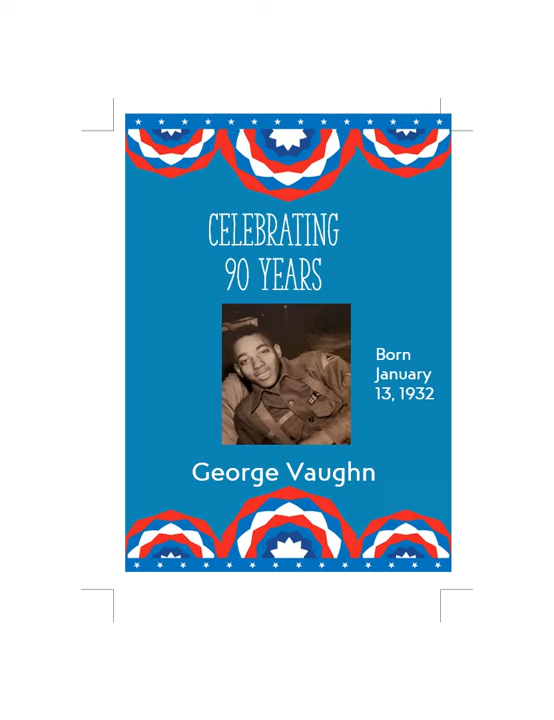 CELEBRATING
90 YEARS
Born
January
13, 1932
U.S.
George Vaughn